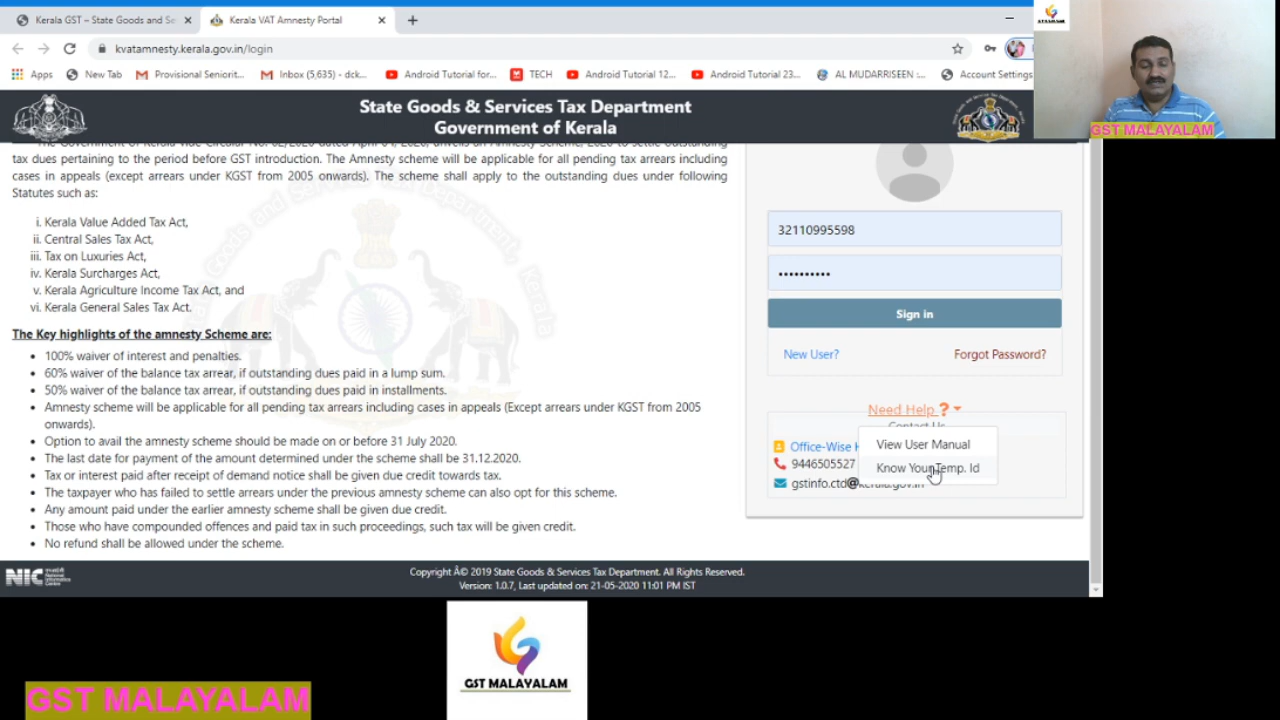 Kerala GST – State Goods and Se
Kerala VAT Amnesty Portal
kvatamnesty.kerala.gov.in/login
Apps
New Tab
Provisional Seniorit...
Inbox (5,635) - dck...
Android Tutorial for...
TECH
Android Tutorial 12...
Android Tutorial 23...
AL MUDARRISEEN :...
Account Settings
GST MALAYALAM
State Goods & Services Tax Department
Government of Kerala
tax dues pertaining to the period before GST introduction. The Amnesty scheme will be applicable for all pending tax arrears including
cases in appeals (except arrears under KGST from 2005 onwards). The scheme shall apply to the outstanding dues under following
Statutes such as:
i. Kerala Value Added Tax Act,
ii. Central Sales Tax Act,
iii. Tax on Luxuries Act,
iv. Kerala Surcharges Act,
v. Kerala Agriculture Income Tax Act, and
vi. Kerala General Sales Tax Act.
The Key highlights of the amnesty Scheme are:
• 100% waiver of interest and penalties.
• 60% waiver of the balance tax arrear, if outstanding dues paid in a lump sum.
• 50% waiver of the balance tax arrear, if outstanding dues paid in installments.
• Amnesty scheme will be applicable for all pending tax arrears including cases in appeals (Except arrears under KGST from 2005
onwards).
• Option to avail the amnesty scheme should be made on or before 31 July 2020.
• The last date for payment of the amount determined under the scheme shall be 31.12.2020.
• Tax or interest paid after receipt of demand notice shall be given due credit towards tax.
• The taxpayer who has failed to settle arrears under the previous amnesty scheme can also opt for this scheme.
• Any amount paid under the earlier amnesty scheme shall be given due credit.
• Those who have compounded offences and paid tax in such proceedings, such tax will be given credit.
• No refund shall be allowed under the scheme.
32110995598
••••••••••
Sign in
New User?
Forgot Password?
Need Help ?
Contact Us
Office-Wise H
View User Manual
9446505527
Know Your Temp. Id
gstinfo.ctd@kerala.gov.in
NIC
National
Informatics
Centre
Copyright Â© 2019 State Goods & Services Tax Department. All Rights Reserved.
Version: 1.0.7, Last updated on: 21-05-2020 11:01 PM IST
GST MALAYALAM
GST MALAYALAM